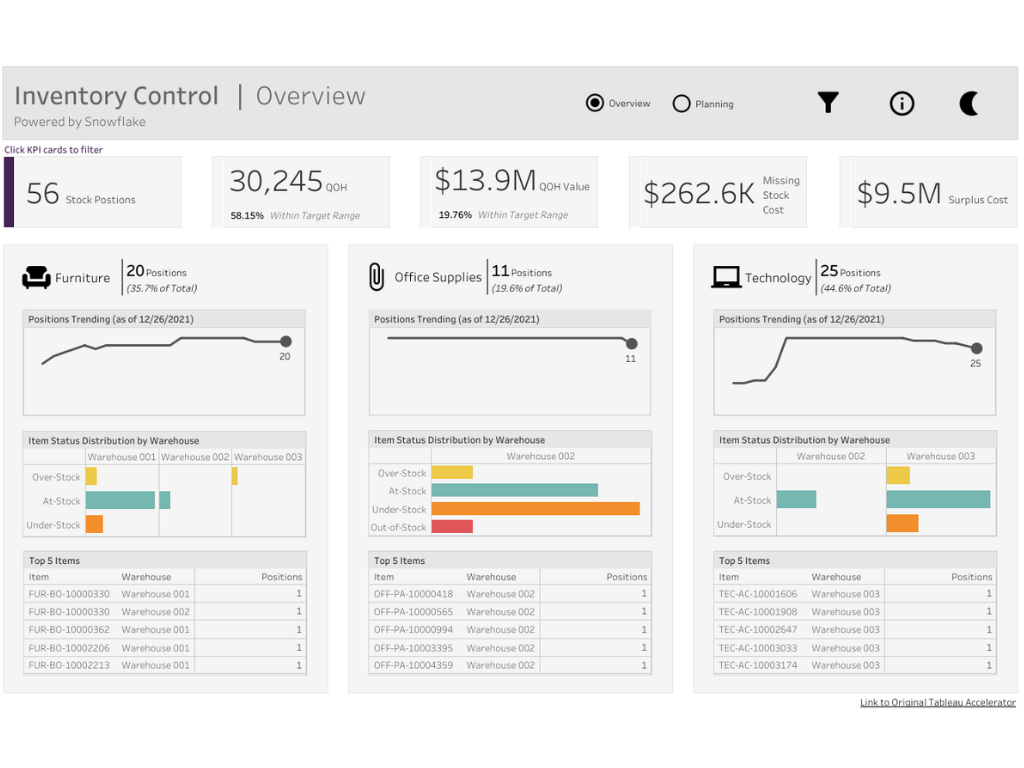 Inventory Control | Overview
Powered by Snowflake
Overview
Planning
Click KPI cards to filter
56 Stock Postions
30,245 QOH
58.15% Within Target Range
$13.9M QOH Value
19.76% Within Target Range
$262.6K Missing Stock Cost
$9.5M Surplus Cost
Furniture
20 Positions
(35.7% of Total)
Positions Trending (as of 12/26/2021)
20
Item Status Distribution by Warehouse
Warehouse 001 Warehouse 002 Warehouse 003
Over-Stock
At-Stock
Under-Stock
Top 5 Items
Item Warehouse Positions
FUR-BO-10000330 Warehouse 001 1
FUR-BO-10000330 Warehouse 002 1
FUR-BO-10000362 Warehouse 001 1
FUR-BO-10002206 Warehouse 001 1
FUR-BO-10002213 Warehouse 001 1
Office Supplies
11 Positions
(19.6% of Total)
Positions Trending (as of 12/26/2021)
11
Item Status Distribution by Warehouse
Warehouse 002
Over-Stock
At-Stock
Under-Stock
Out-of-Stock
Top 5 Items
Item Warehouse Positions
OFF-PA-10000418 Warehouse 002 1
OFF-PA-10000565 Warehouse 002 1
OFF-PA-10000994 Warehouse 002 1
OFF-PA-10003395 Warehouse 002 1
OFF-PA-10004359 Warehouse 002 1
Technology
25 Positions
(44.6% of Total)
Positions Trending (as of 12/26/2021)
25
Item Status Distribution by Warehouse
Warehouse 002 Warehouse 003
Over-Stock
At-Stock
Under-Stock
Top 5 Items
Item Warehouse Positions
TEC-AC-10001606 Warehouse 003 1
TEC-AC-10001908 Warehouse 003 1
TEC-AC-10002647 Warehouse 003 1
TEC-AC-10003033 Warehouse 003 1
TEC-AC-10003174 Warehouse 003 1
Link to Original Tableau Accelerator